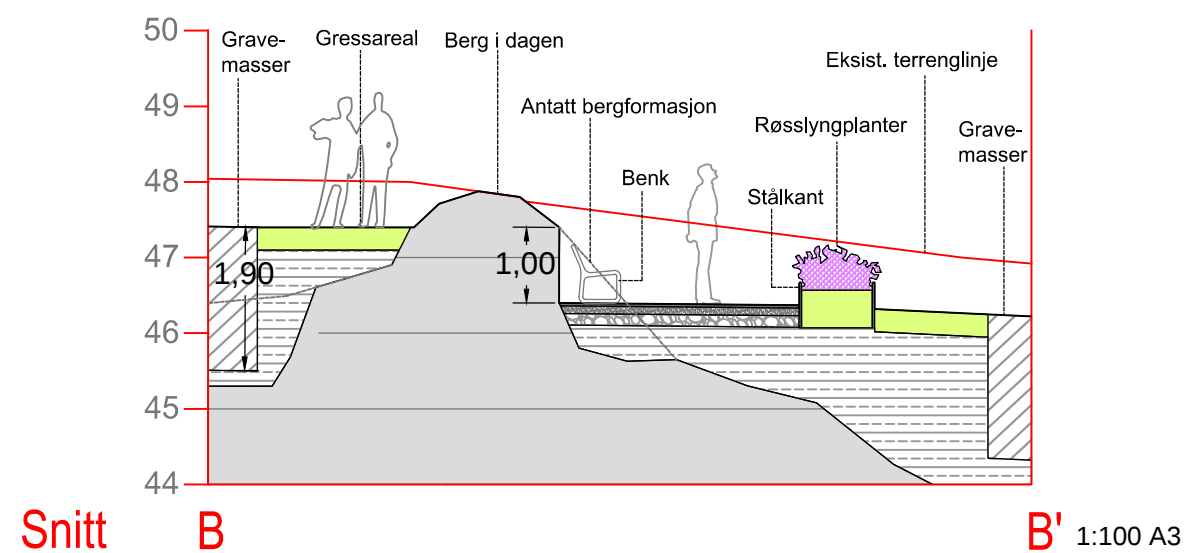 50
49
48
47
46
45
44
Grave-
masser
Gressareal
Berg i dagen
Antatt bergformasjon
Benk
Stålkant
Røsslyngplanter
Eksist. terrenglinje
Grave-
masser
1,90
1,00
Snitt B B' 1:100 A3